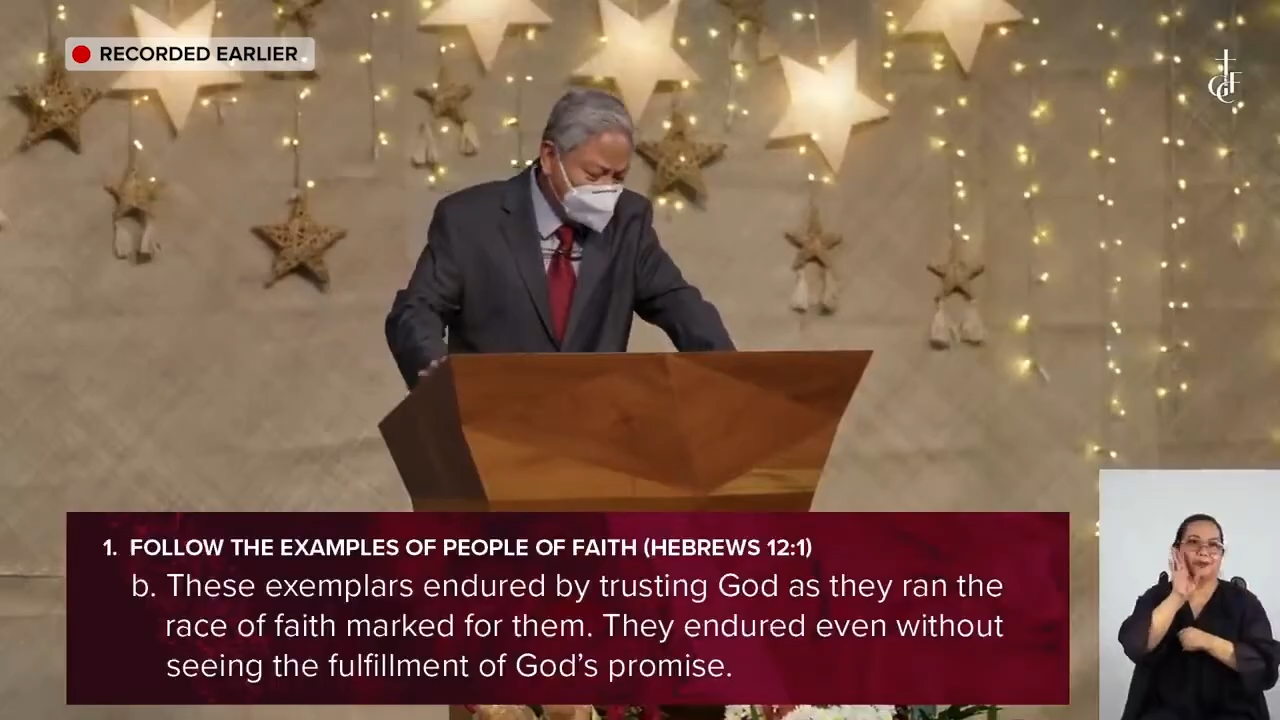 RECORDED EARLIER
1. FOLLOW THE EXAMPLES OF PEOPLE OF FAITH (HEBREWS 12:1)
b. These exemplars endured by trusting God as they ran the
race of faith marked for them. They endured even without
seeing the fulfillment of God's promise.